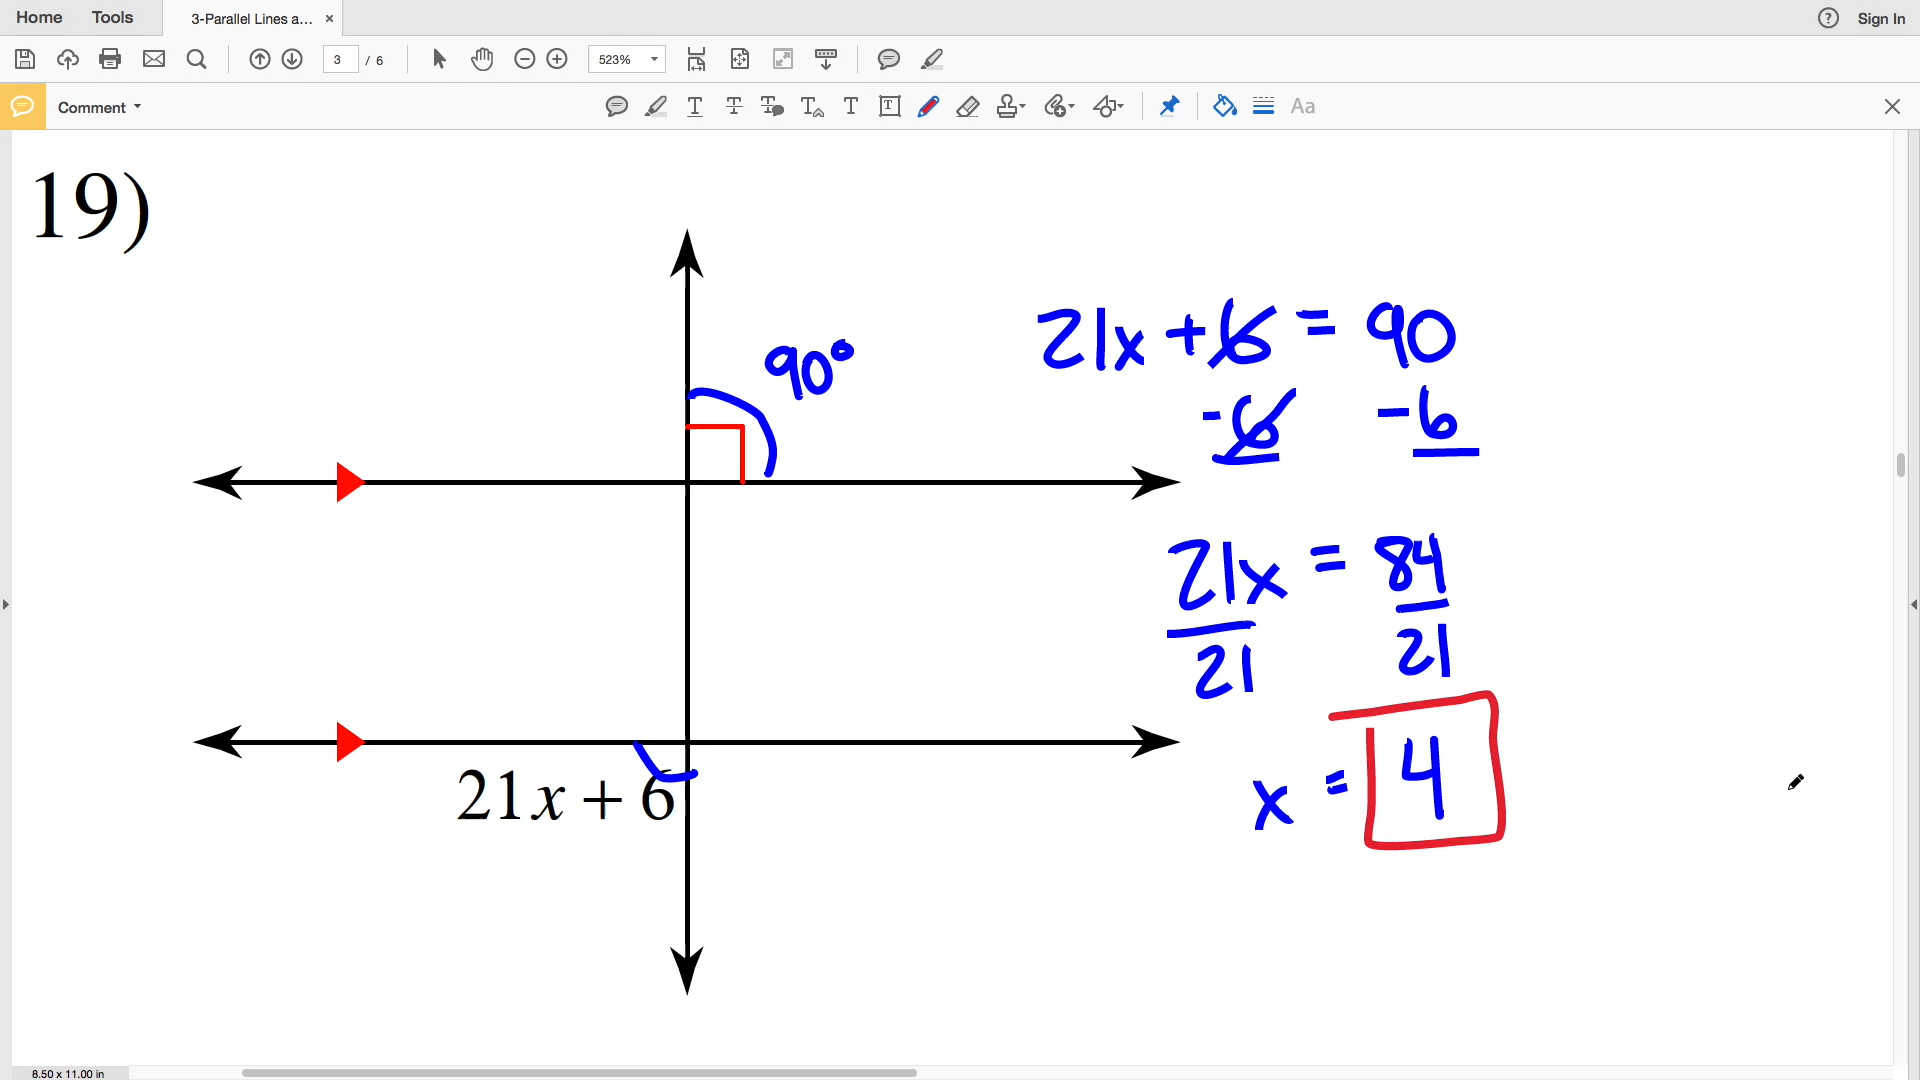 Home Tools 3-Parallel Lines a... × ? Sign In
3 / 6 523%
Comment T T T T T T Aa
19)
90°
21x + 6 = 90
-6 -6
21x = 84
21 21
21x + 6
x = 4
8.50 x 11.00 in